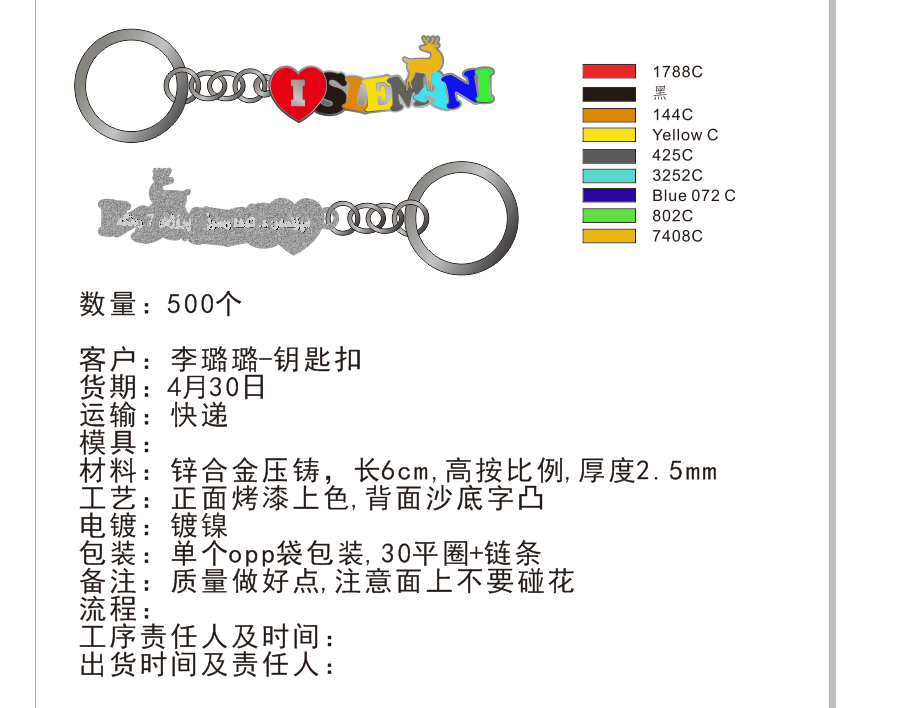 I SLEMANI
1788C
黑
144C
Yellow C
425C
3252C
Blue 072 C
802C
7408C
数量：500个
客户：李璐璐-钥匙扣
货期：4月30日
运输：快递
模具：
材料：锌合金压铸，长6cm,高按比例,厚度2.5mm
工艺：正面烤漆上色,背面沙底字凸
电镀：镀镍
包装：单个opp袋包装,30平圈+链条
备注：质量做好点,注意面上不要碰花
流程：
工序责任人及时间：
出货时间及责任人：